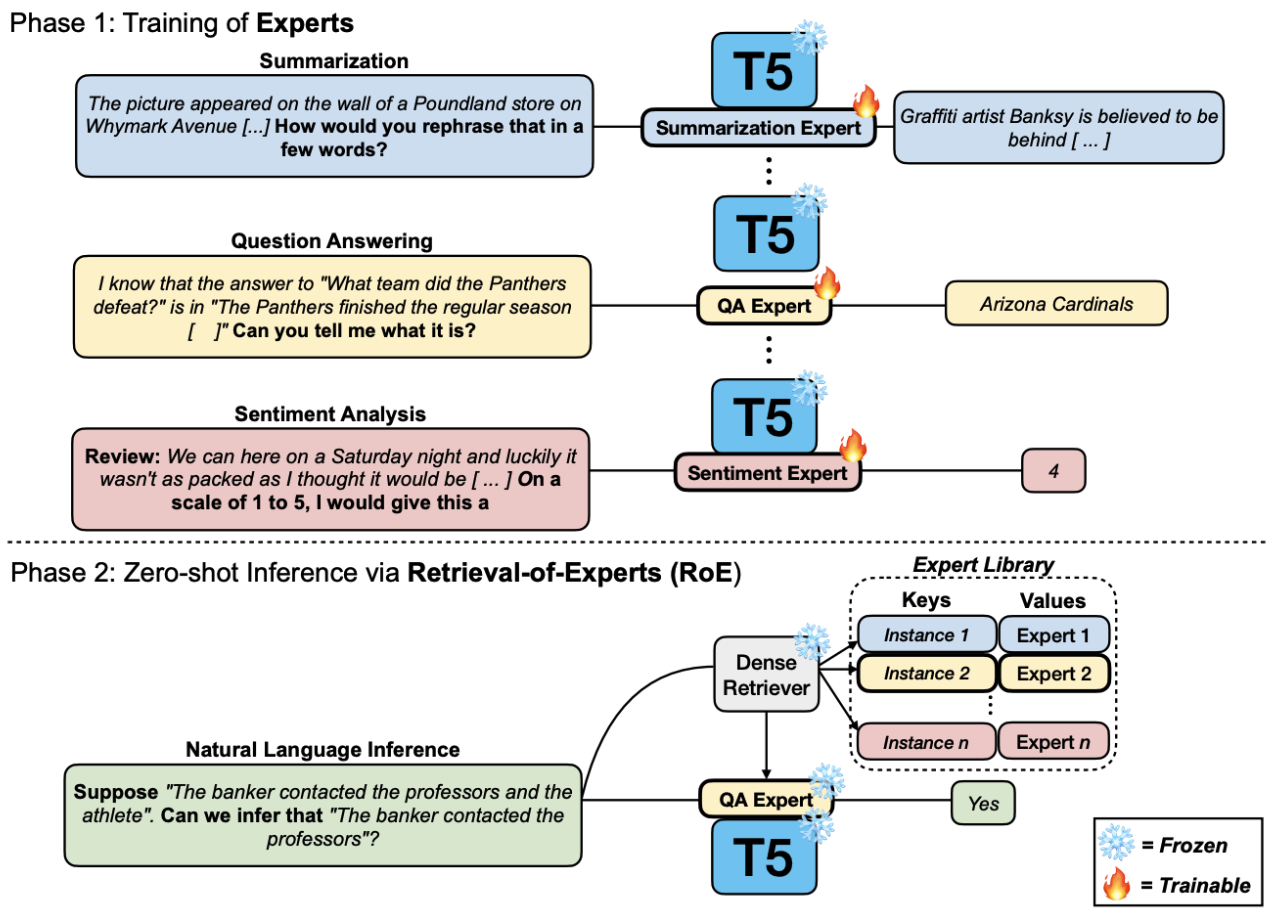 Phase 1: Training of Experts
Summarization
The picture appeared on the wall of a Poundland store on
Whymark Avenue [...] How would you rephrase that in a
few words?
T5
Summarization Expert
Graffiti artist Banksy is believed to be
behind [ ... ]
Question Answering
I know that the answer to "What team did the Panthers
defeat?" is in "The Panthers finished the regular season
[    ]" Can you tell me what it is?
T5
QA Expert
Arizona Cardinals
Sentiment Analysis
Review: We can here on a Saturday night and luckily it
wasn't as packed as I thought it would be [ ... ] On a
scale of 1 to 5, I would give this a
T5
Sentiment Expert
4
Phase 2: Zero-shot Inference via Retrieval-of-Experts (RoE)
Expert Library
Keys Values
Instance 1 Expert 1
Instance 2 Expert 2
Instance n Expert n
Dense
Retriever
Natural Language Inference
Suppose "The banker contacted the professors and the
athlete". Can we infer that "The banker contacted the
professors"?
QA Expert
T5
Yes
= Frozen
= Trainable